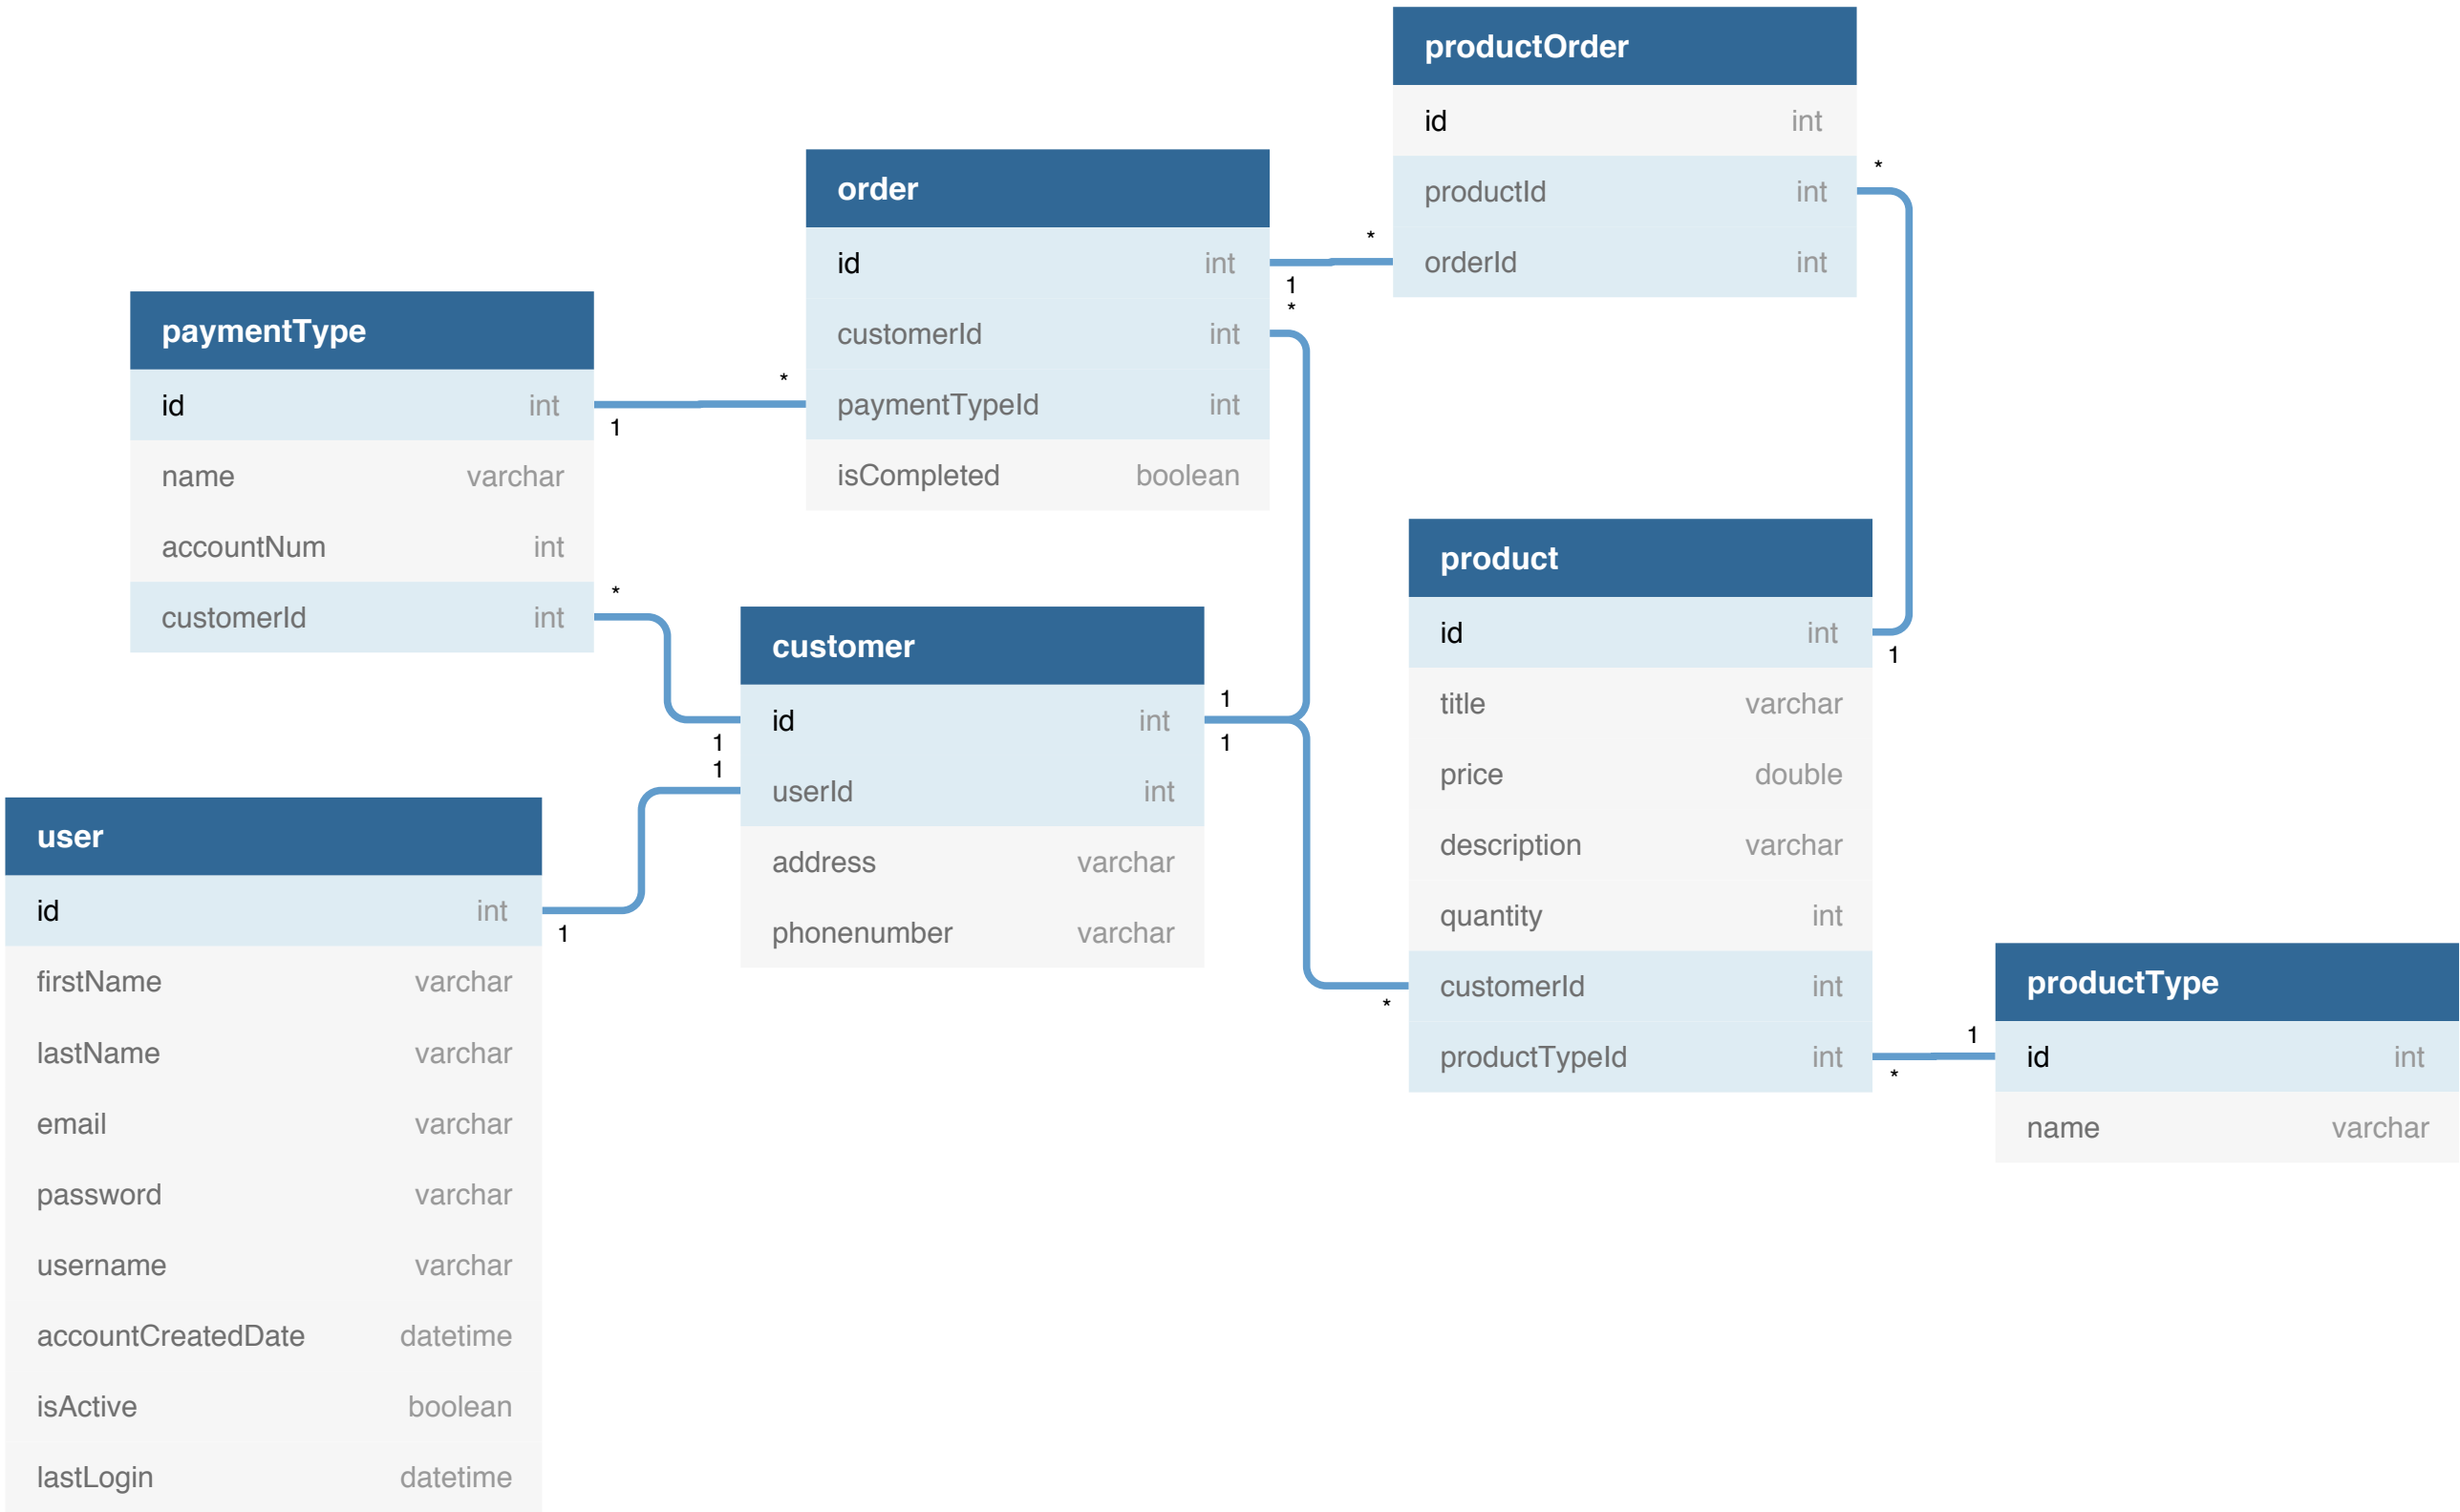 productOrder
id int
productId int
orderId int
*
*
order
id int
customerId int
paymentTypeId int
isCompleted boolean
1
*
*
paymentType
id int
name varchar
accountNum int
customerId int
1
*
product
id int
title varchar
price double
description varchar
quantity int
customerId int
productTypeId int
1
*
*
customer
id int
userId int
address varchar
phonenumber varchar
1
1
1
1
user
id int
firstName varchar
lastName varchar
email varchar
password varchar
username varchar
accountCreatedDate datetime
isActive boolean
lastLogin datetime
1
productType
id int
name varchar
1